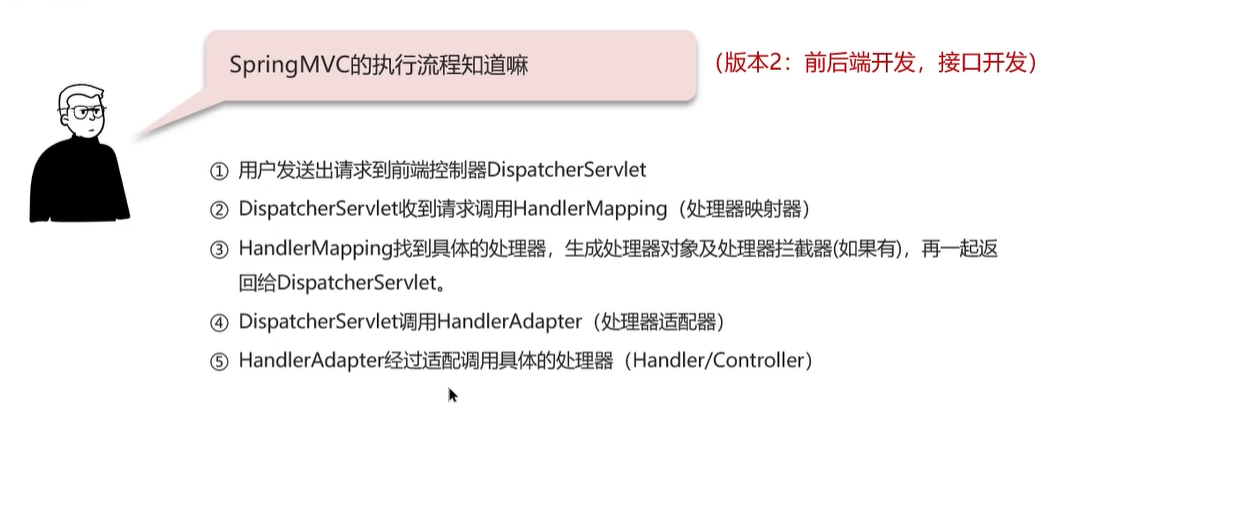 SpringMVC的执行流程知道嘛
（版本2：前后端开发，接口开发）
① 用户发送出请求到前端控制器DispatcherServlet
② DispatcherServlet收到请求调用HandlerMapping（处理器映射器）
③ HandlerMapping找到具体的处理器，生成处理器对象及处理器拦截器(如果有)，再一起返
回给DispatcherServlet。
④ DispatcherServlet调用HandlerAdapter（处理器适配器）
⑤ HandlerAdapter经过适配调用具体的处理器（Handler/Controller）